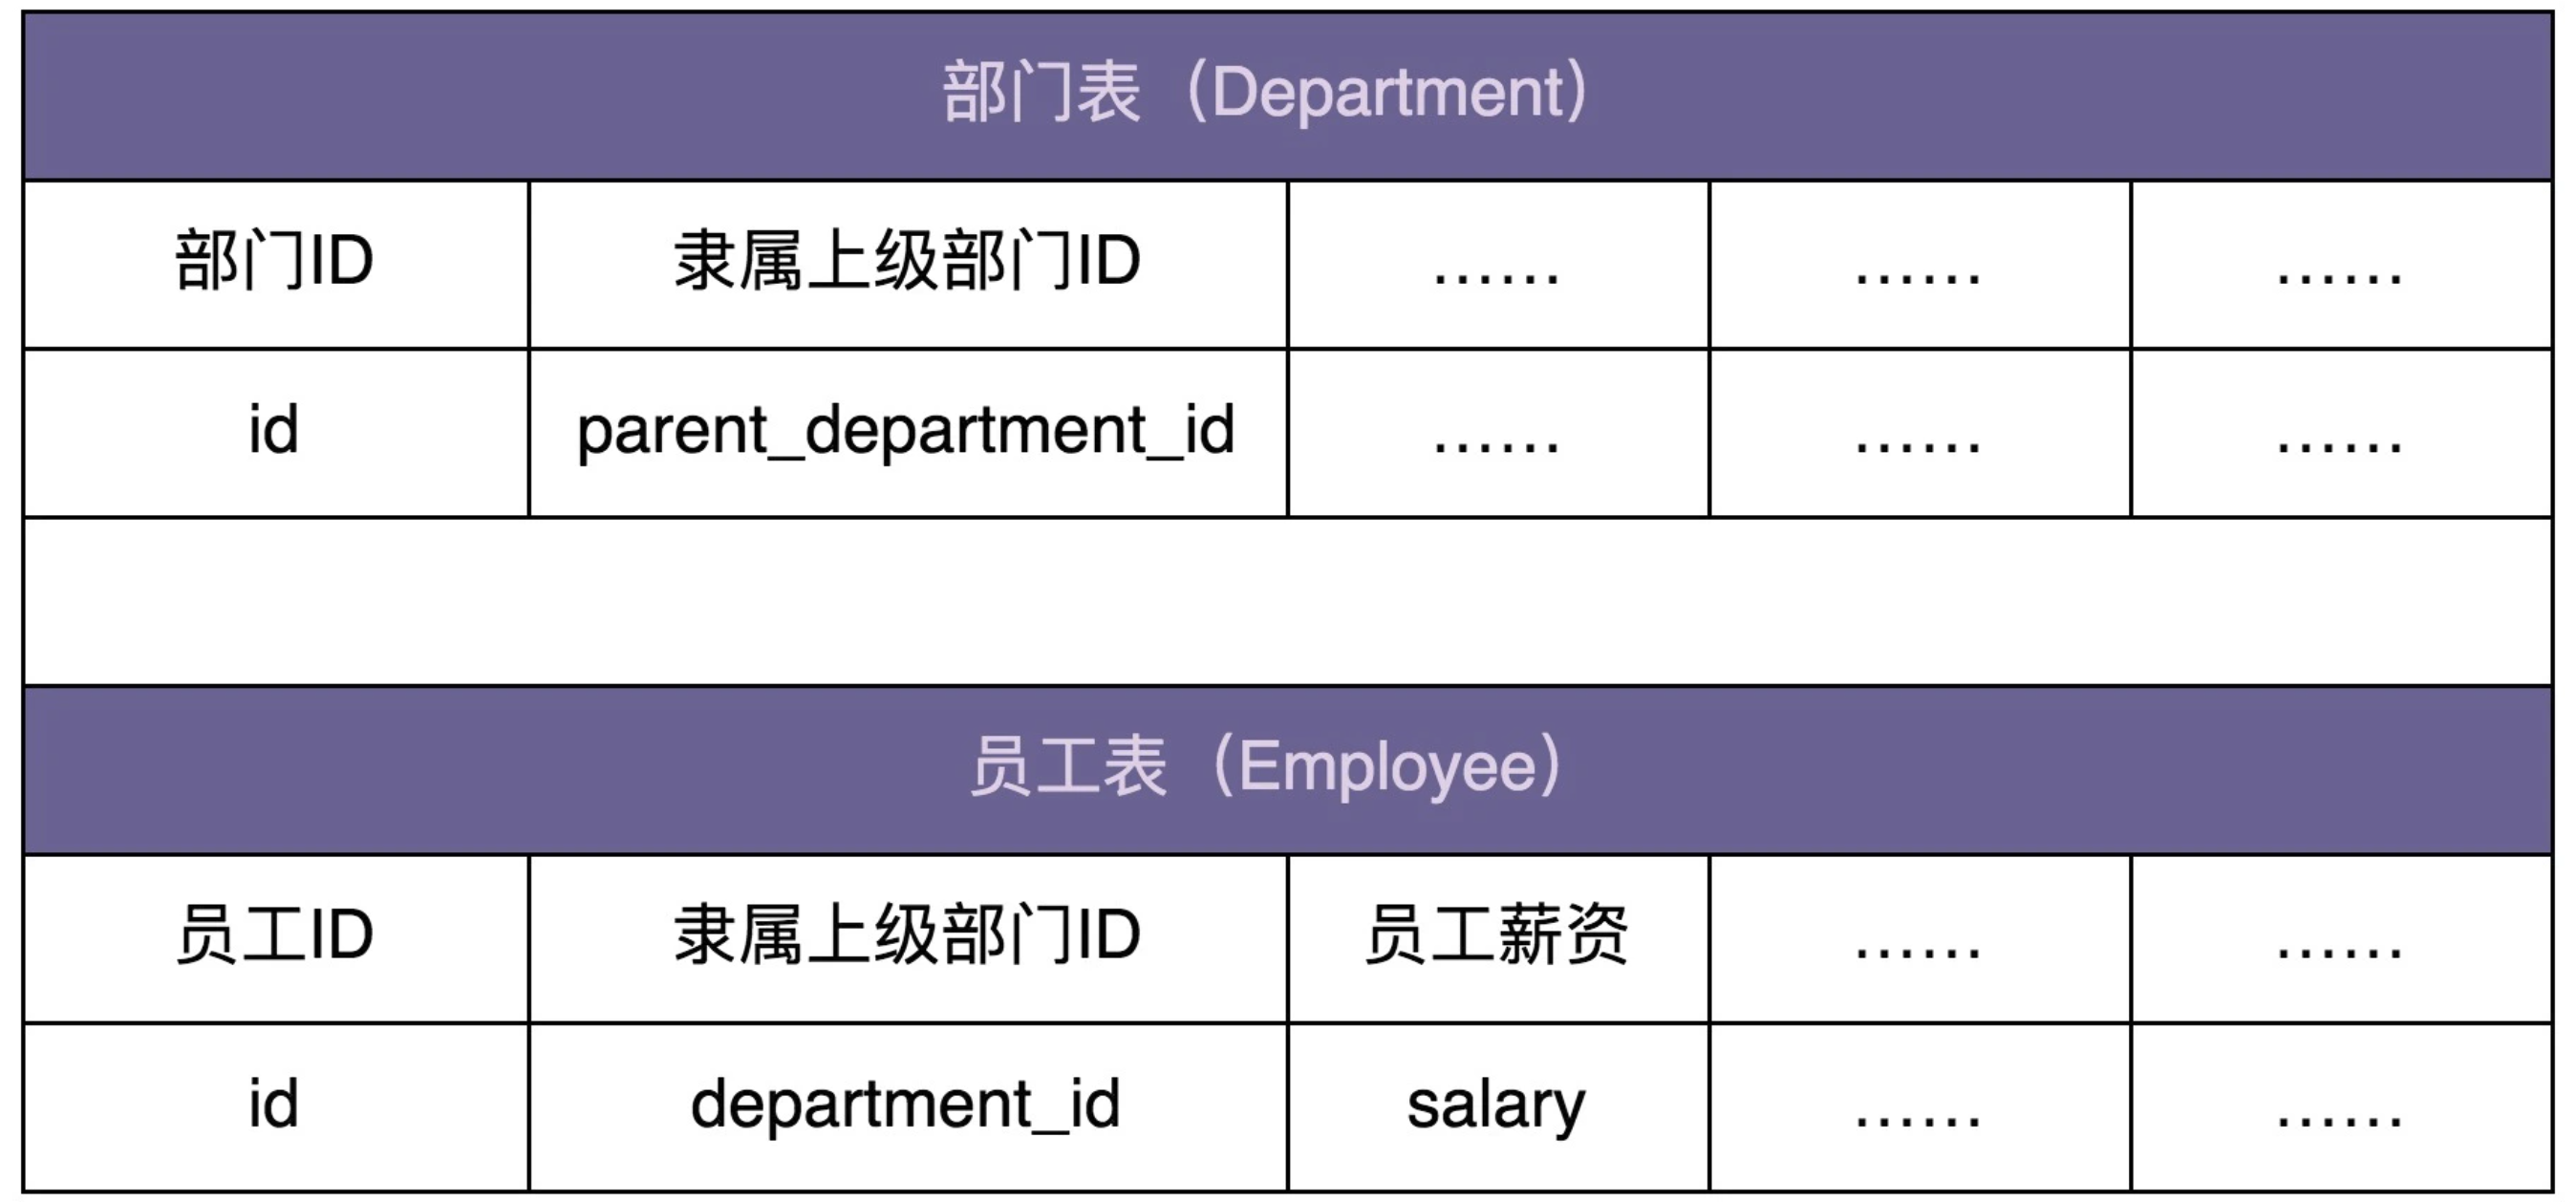 部门表（Department）
部门ID 隶属上级部门ID …… …… ……
id parent_department_id …… …… ……
员工表（Employee）
员工ID 隶属上级部门ID 员工薪资 …… ……
id department_id salary …… ……